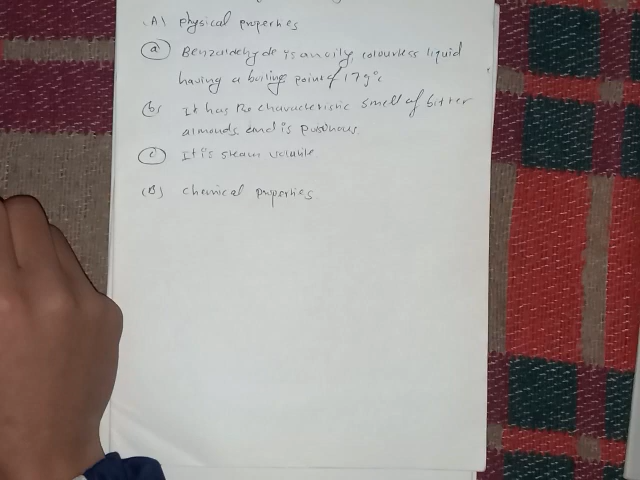 (A) physical properties
(a) Benzaldehyde is an oily, colourless liquid
having a boiling point of 179°c
(b) It has the characteristic smell of bitter
almonds and is poisonous
(c) It is steam volatile
(B) chemical properties